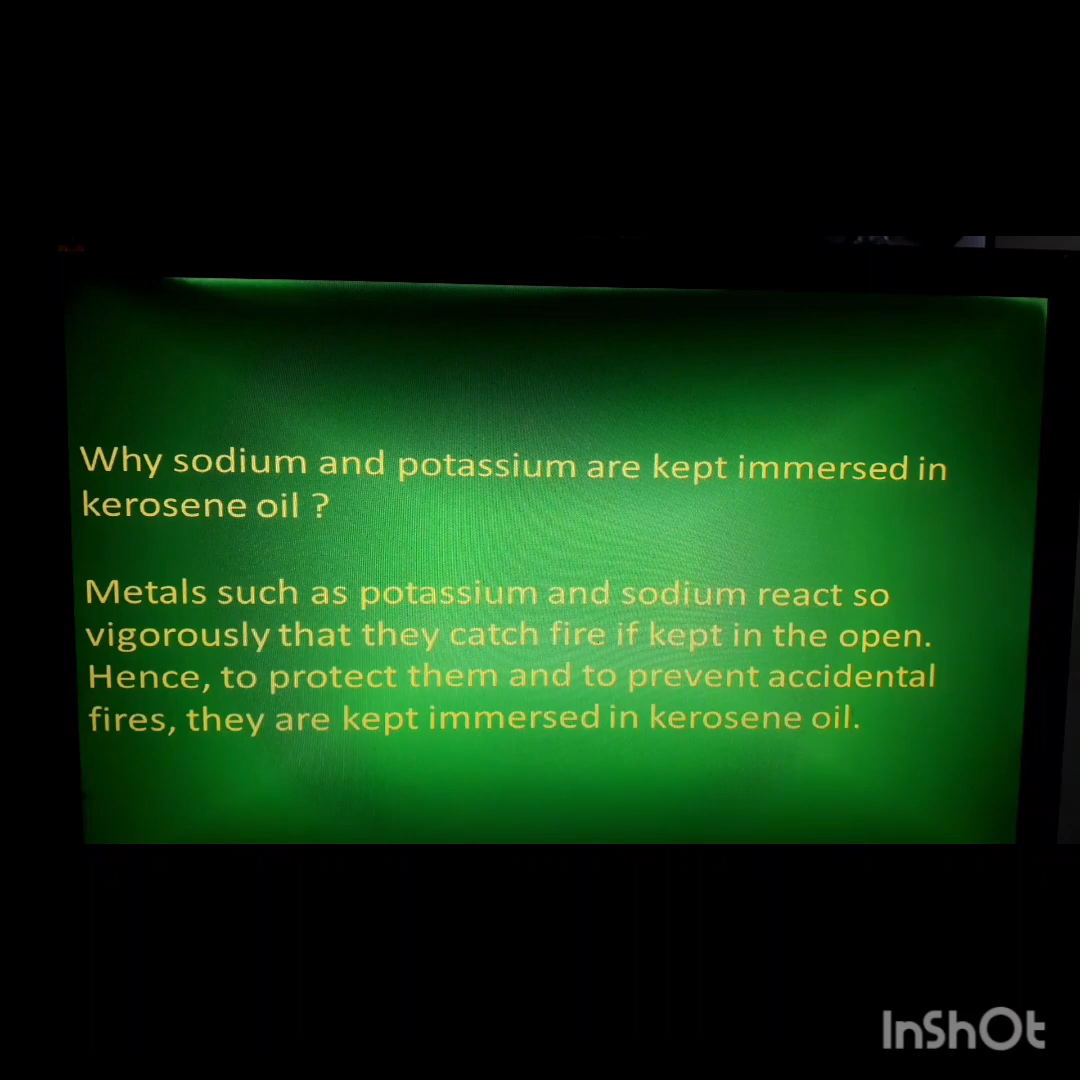 Why sodium and potassium are kept immersed in
kerosene oil ?
Metals such as potassium and sodium react so
vigorously that they catch fire if kept in the open.
Hence, to protect them and to prevent accidental
fires, they are kept immersed in kerosene oil.
InShOt